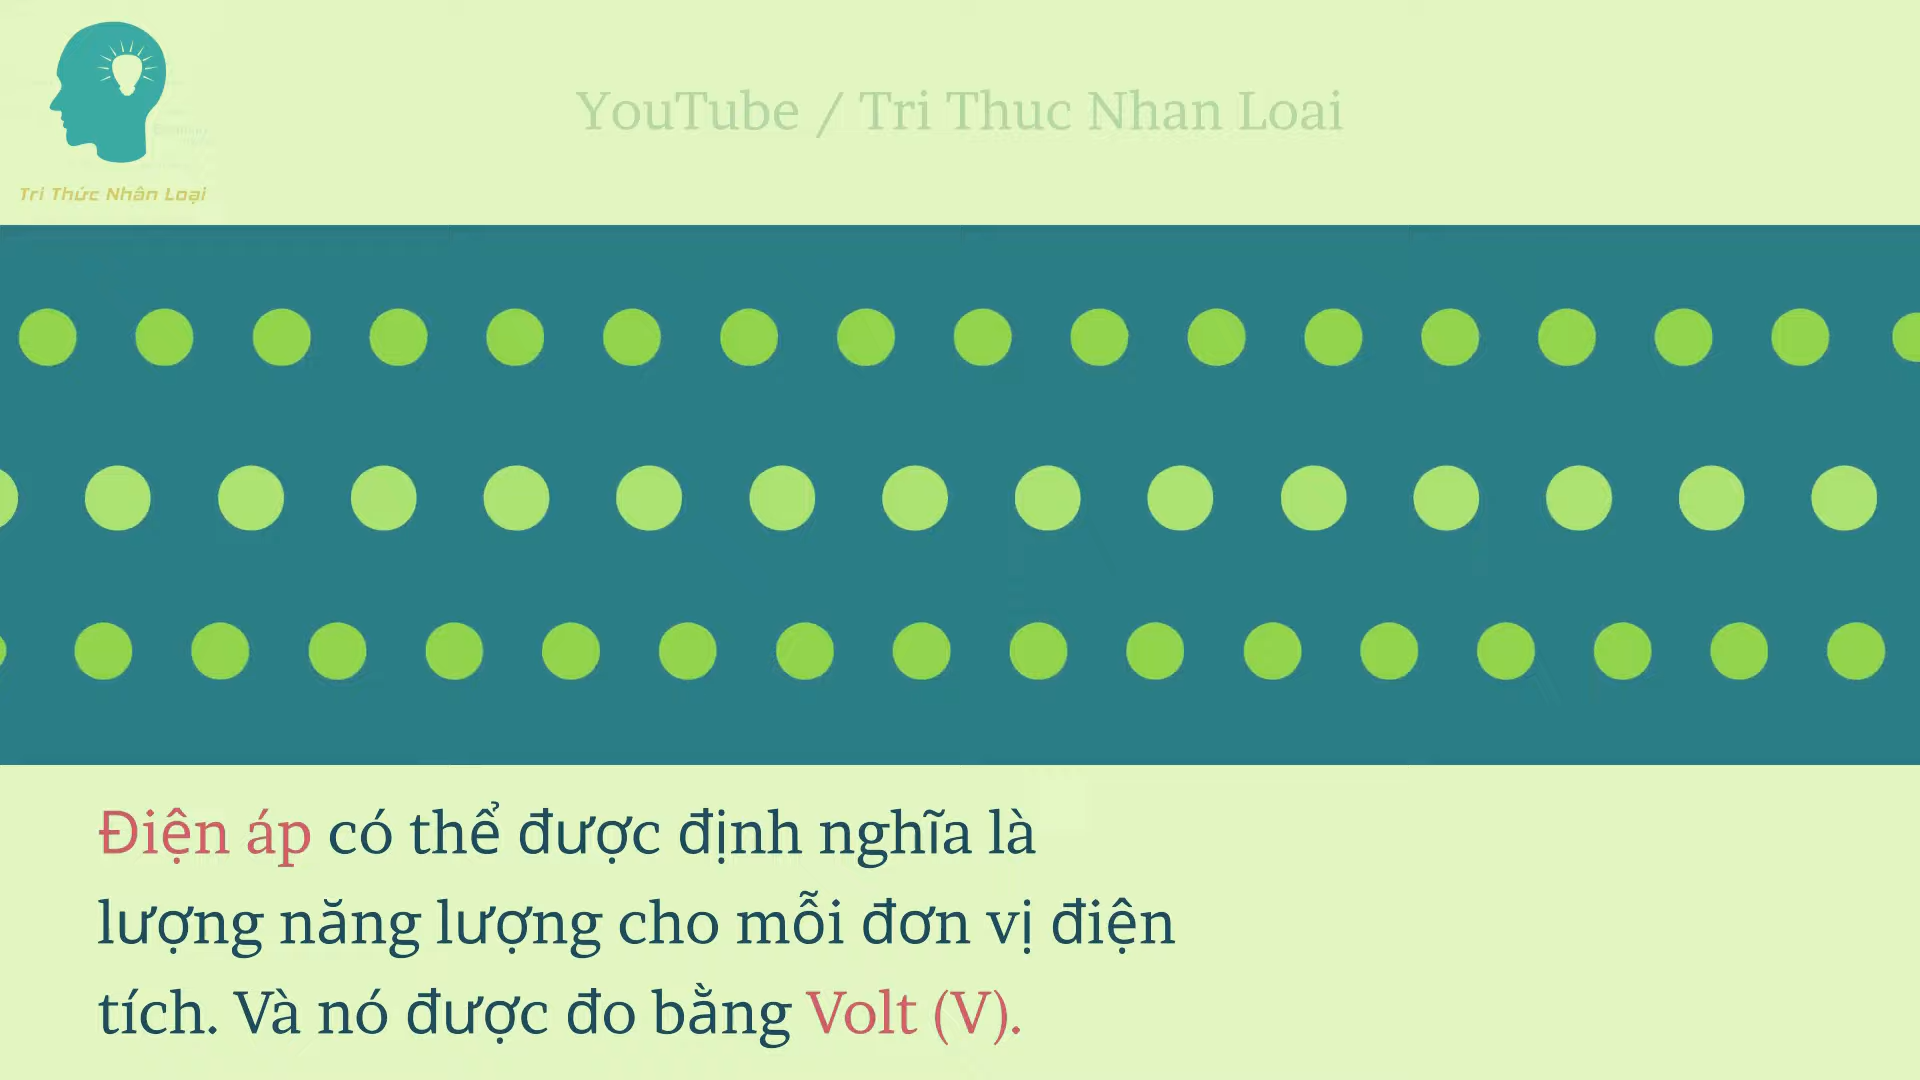 YouTube / Tri Thuc Nhan Loai
Tri Thức Nhân Loại
Điện áp có thể được định nghĩa là
lượng năng lượng cho mỗi đơn vị điện
tích. Và nó được đo bằng Volt (V).